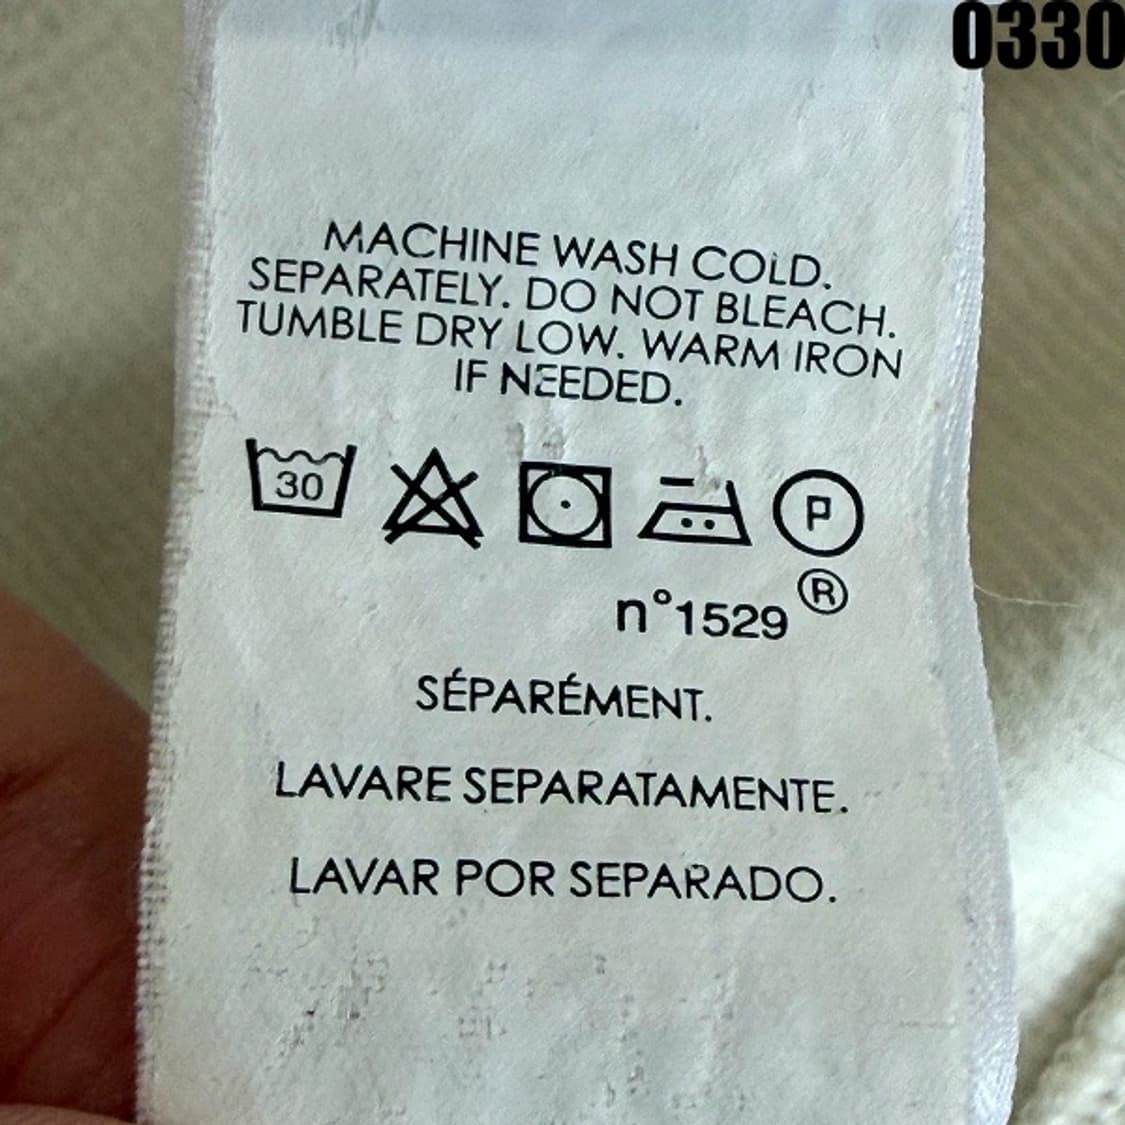 0330
MACHINE WASH COLD.
SEPARATELY. DO NOT BLEACH.
TUMBLE DRY LOW. WARM IRON
IF NEEDED.
30 P
n°1529 ®
SÉPARÉMENT.
LAVARE SEPARATAMENTE.
LAVAR POR SEPARADO.